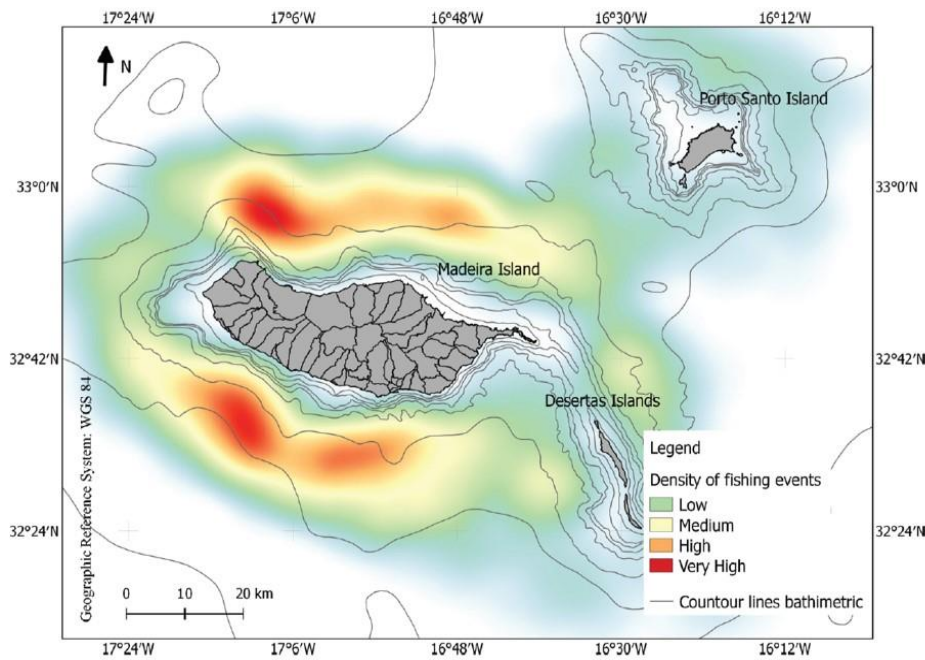 17°24'W 17°6'W 16°48'W 16°30'W 16°12'W
N
Porto Santo Island
33°0'N 33°0'N
Madeira Island
32°42'N 32°42'N
Desertas Islands
Geographic Reference System: WGS 84
Legend
Density of fishing events
Low
Medium
High
Very High
Countour lines bathimetric
32°24'N 32°24'N
0 10 20 km
17°24'W 17°6'W 16°48'W 16°30'W 16°12'W